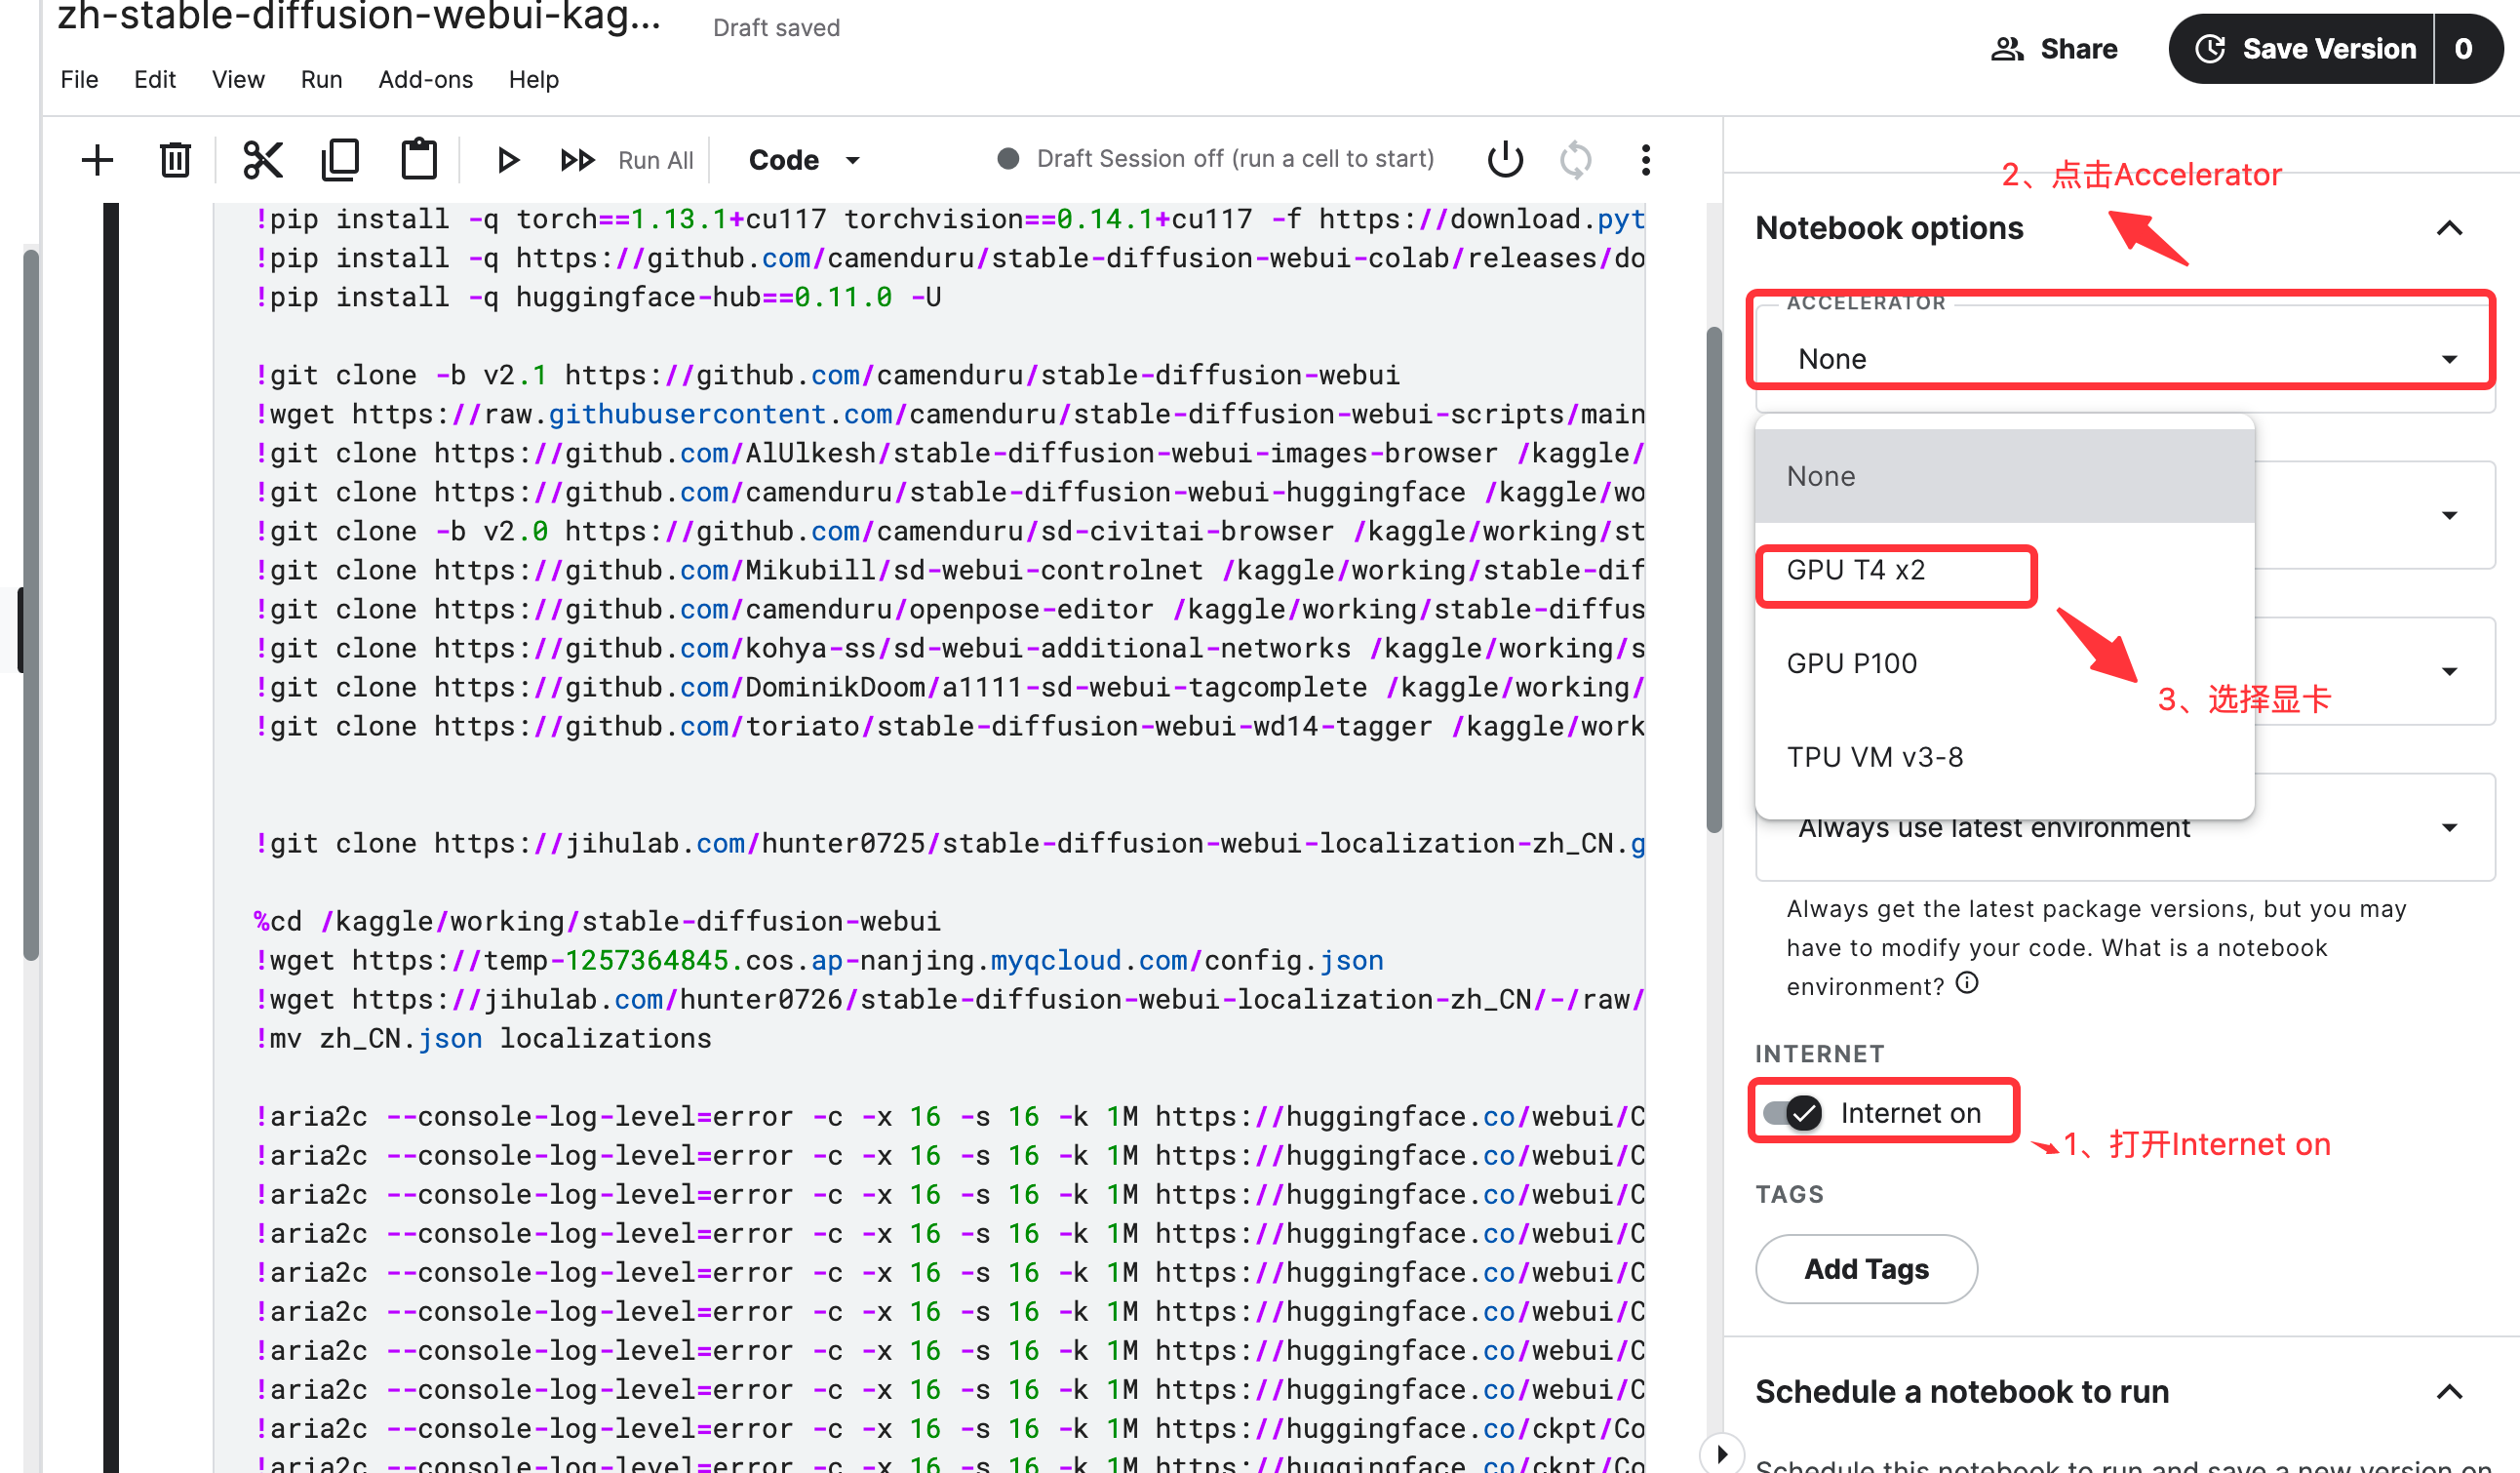 zh-stable-diffusion-webui-kag...
Draft saved
File Edit View Run Add-ons Help
Share
Save Version 0
Run All
Code
Draft Session off (run a cell to start)
!pip install -q torch==1.13.1+cu117 torchvision==0.14.1+cu117 -f https://download.pyt
!pip install -q https://github.com/camenduru/stable-diffusion-webui-colab/releases/do
!pip install -q huggingface-hub==0.11.0 -U
!git clone -b v2.1 https://github.com/camenduru/stable-diffusion-webui
!wget https://raw.githubusercontent.com/camenduru/stable-diffusion-webui-scripts/main
!git clone https://github.com/AlUlkesh/stable-diffusion-webui-images-browser /kaggle/
!git clone https://github.com/camenduru/stable-diffusion-webui-huggingface /kaggle/wo
!git clone -b v2.0 https://github.com/camenduru/sd-civitai-browser /kaggle/working/st
!git clone https://github.com/Mikubill/sd-webui-controlnet /kaggle/working/stable-dif
!git clone https://github.com/camenduru/openpose-editor /kaggle/working/stable-diffus
!git clone https://github.com/kohya-ss/sd-webui-additional-networks /kaggle/working/s
!git clone https://github.com/DominikDoom/a1111-sd-webui-tagcomplete /kaggle/working/
!git clone https://github.com/toriato/stable-diffusion-webui-wd14-tagger /kaggle/work
!git clone https://jihulab.com/hunter0725/stable-diffusion-webui-localization-zh_CN.g
%cd /kaggle/working/stable-diffusion-webui
!wget https://temp-1257364845.cos.ap-nanjing.myqcloud.com/config.json
!wget https://jihulab.com/hunter0726/stable-diffusion-webui-localization-zh_CN/-/raw/
!mv zh_CN.json localizations
!aria2c --console-log-level=error -c -x 16 -s 16 -k 1M https://huggingface.co/webui/C
!aria2c --console-log-level=error -c -x 16 -s 16 -k 1M https://huggingface.co/webui/C
!aria2c --console-log-level=error -c -x 16 -s 16 -k 1M https://huggingface.co/webui/C
!aria2c --console-log-level=error -c -x 16 -s 16 -k 1M https://huggingface.co/webui/C
!aria2c --console-log-level=error -c -x 16 -s 16 -k 1M https://huggingface.co/webui/C
!aria2c --console-log-level=error -c -x 16 -s 16 -k 1M https://huggingface.co/webui/C
!aria2c --console-log-level=error -c -x 16 -s 16 -k 1M https://huggingface.co/webui/C
!aria2c --console-log-level=error -c -x 16 -s 16 -k 1M https://huggingface.co/webui/C
!aria2c --console-log-level=error -c -x 16 -s 16 -k 1M https://huggingface.co/ckpt/Co
!aria2c --console-log-level=error -c -x 16 -s 16 -k 1M https://huggingface.co/ckpt/Co
2、点击Accelerator
Notebook options
ACCELERATOR
None
None
GPU T4 x2
GPU P100
3、选择显卡
TPU VM v3-8
Always use latest environment
Always get the latest package versions, but you may
have to modify your code. What is a notebook
environment?
INTERNET
Internet on
1、打开Internet on
TAGS
Add Tags
Schedule a notebook to run
Schedule this notebook to run and save a new version on